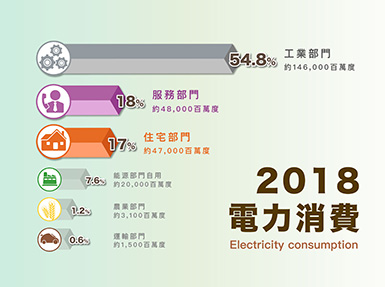 54.8%
工業部門
約146,000百萬度
18%
服務部門
約48,000百萬度
17%
住宅部門
約47,000百萬度
7.6%
能源部門自用
約20,000百萬度
1.2%
農業部門
約3,100百萬度
0.6%
運輸部門
約1,500百萬度
2018
電力消費
Electricity consumption